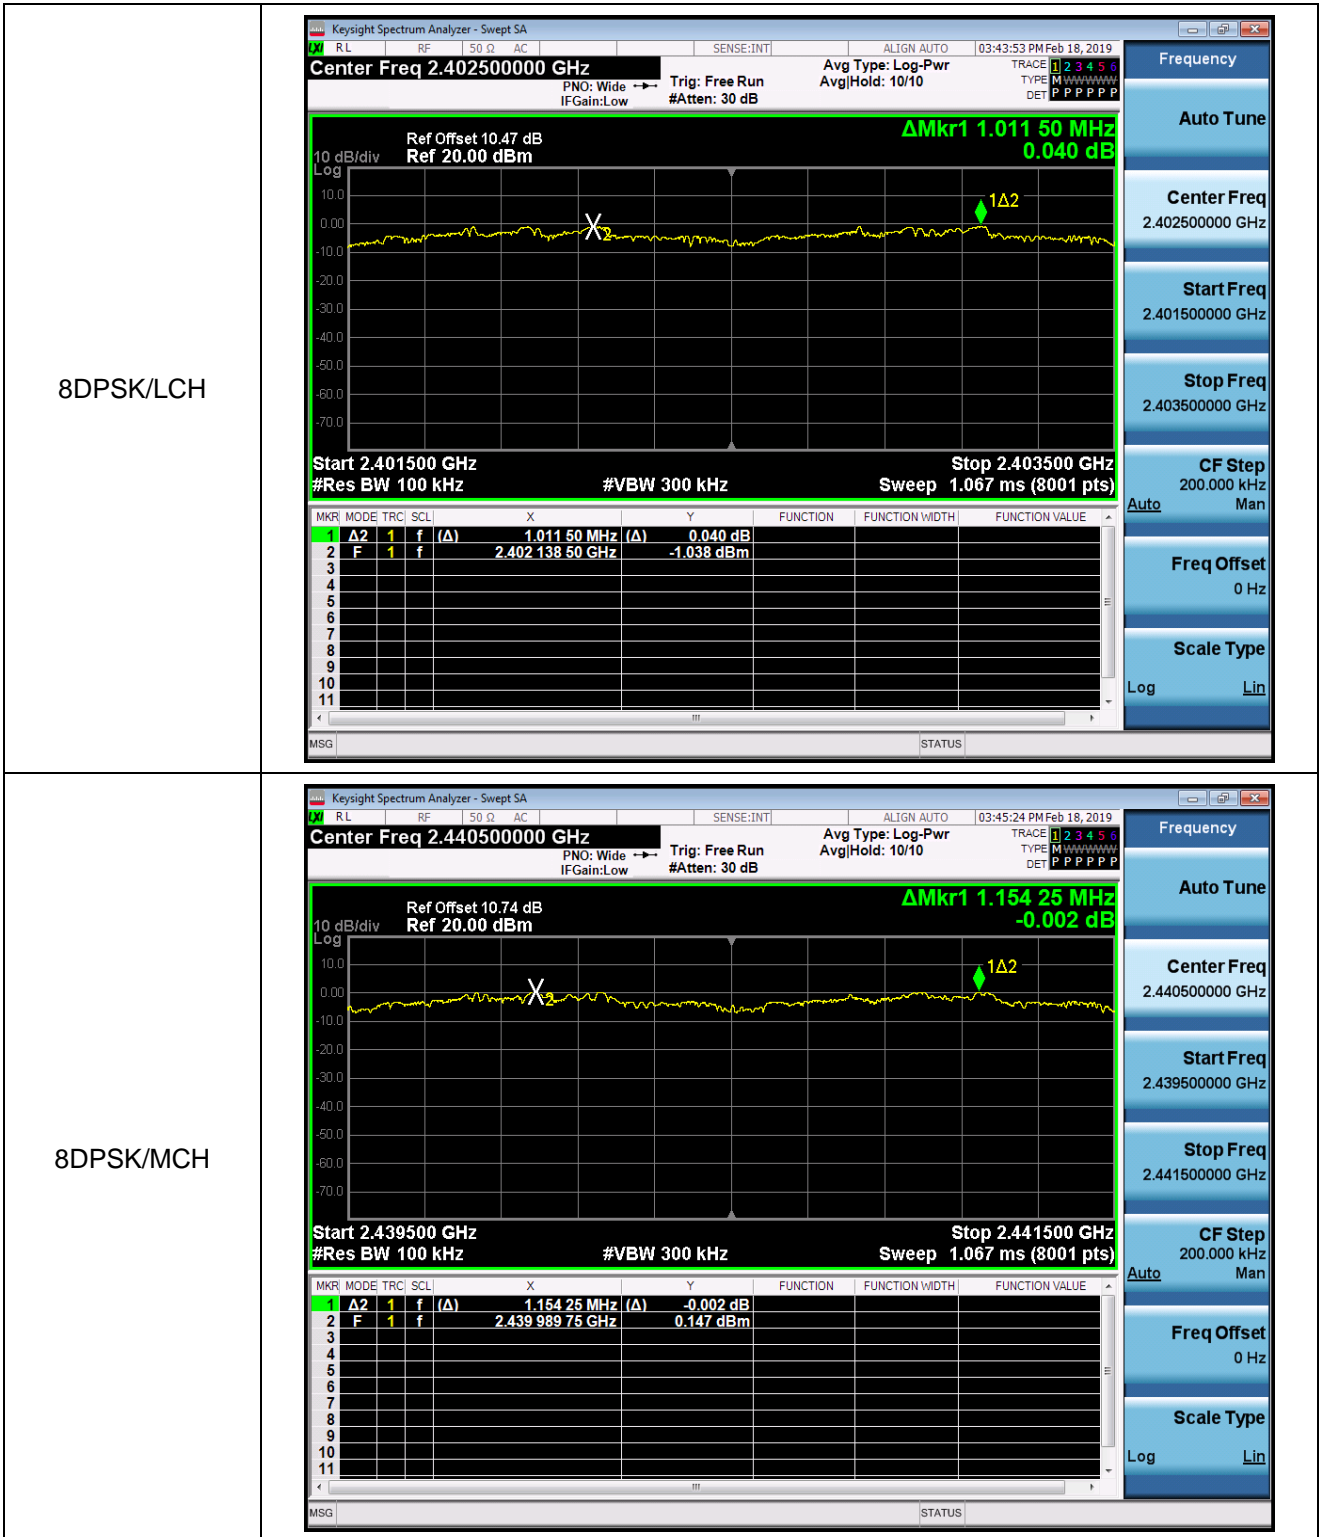 8DPSK/LCH
Keysight Spectrum Analyzer - Swept SA
LXI RL RF 50 Ω AC SENSE:INT ALIGN AUTO 03:43:53 PM Feb 18, 2019
Center Freq 2.402500000 GHz
PNO: Wide
IFGain:Low
Trig: Free Run
#Atten: 30 dB
Avg Type: Log-Pwr
Avg|Hold: 10/10
TRACE 1 2 3 4 5 6
TYPE M W W W W W
DET P P P P P P
ΔMkr1 1.011 50 MHz
0.040 dB
Ref Offset 10.47 dB
10 dB/div Ref 20.00 dBm
Log
10.0
0.00
-10.0
-20.0
-30.0
-40.0
-50.0
-60.0
-70.0
1Δ2
2
Start 2.401500 GHz Stop 2.403500 GHz
#Res BW 100 kHz #VBW 300 kHz Sweep 1.067 ms (8001 pts)
MKR MODE TRC SCL X Y FUNCTION FUNCTION WIDTH FUNCTION VALUE
1 Δ2 1 f (Δ) 1.011 50 MHz (Δ) 0.040 dB
2 F 1 f 2.402 138 50 GHz -1.038 dBm
3
4
5
6
7
8
9
10
11
MSG STATUS
Frequency
Auto Tune
Center Freq
2.402500000 GHz
Start Freq
2.401500000 GHz
Stop Freq
2.403500000 GHz
CF Step
200.000 kHz
Auto Man
Freq Offset
0 Hz
Scale Type
Log Lin
8DPSK/MCH
Keysight Spectrum Analyzer - Swept SA
LXI RL RF 50 Ω AC SENSE:INT ALIGN AUTO 03:45:24 PM Feb 18, 2019
Center Freq 2.440500000 GHz
PNO: Wide
IFGain:Low
Trig: Free Run
#Atten: 30 dB
Avg Type: Log-Pwr
Avg|Hold: 10/10
TRACE 1 2 3 4 5 6
TYPE M W W W W W
DET P P P P P P
ΔMkr1 1.154 25 MHz
-0.002 dB
Ref Offset 10.74 dB
10 dB/div Ref 20.00 dBm
Log
10.0
0.00
-10.0
-20.0
-30.0
-40.0
-50.0
-60.0
-70.0
1Δ2
2
Start 2.439500 GHz Stop 2.441500 GHz
#Res BW 100 kHz #VBW 300 kHz Sweep 1.067 ms (8001 pts)
MKR MODE TRC SCL X Y FUNCTION FUNCTION WIDTH FUNCTION VALUE
1 Δ2 1 f (Δ) 1.154 25 MHz (Δ) -0.002 dB
2 F 1 f 2.439 989 75 GHz 0.147 dBm
3
4
5
6
7
8
9
10
11
MSG STATUS
Frequency
Auto Tune
Center Freq
2.440500000 GHz
Start Freq
2.439500000 GHz
Stop Freq
2.441500000 GHz
CF Step
200.000 kHz
Auto Man
Freq Offset
0 Hz
Scale Type
Log Lin